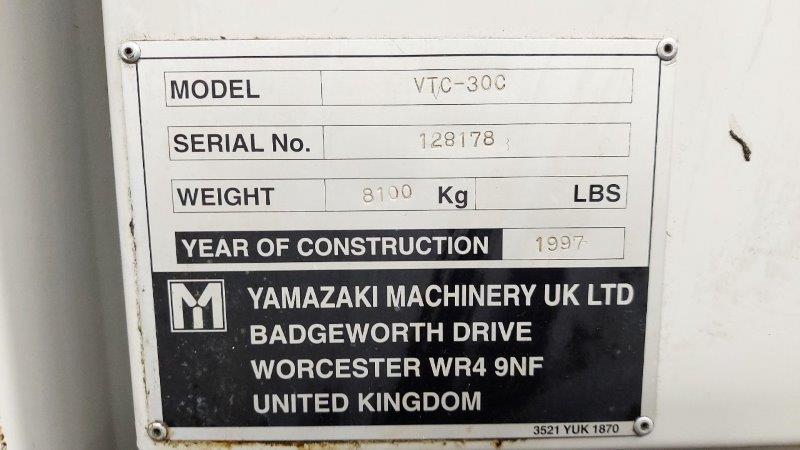 MODEL VTC-30C
SERIAL No. 128178
WEIGHT 8100 Kg LBS
YEAR OF CONSTRUCTION 1997
YAMAZAKI MACHINERY UK LTD
BADGEWORTH DRIVE
WORCESTER WR4 9NF
UNITED KINGDOM
3521 YUK 1870